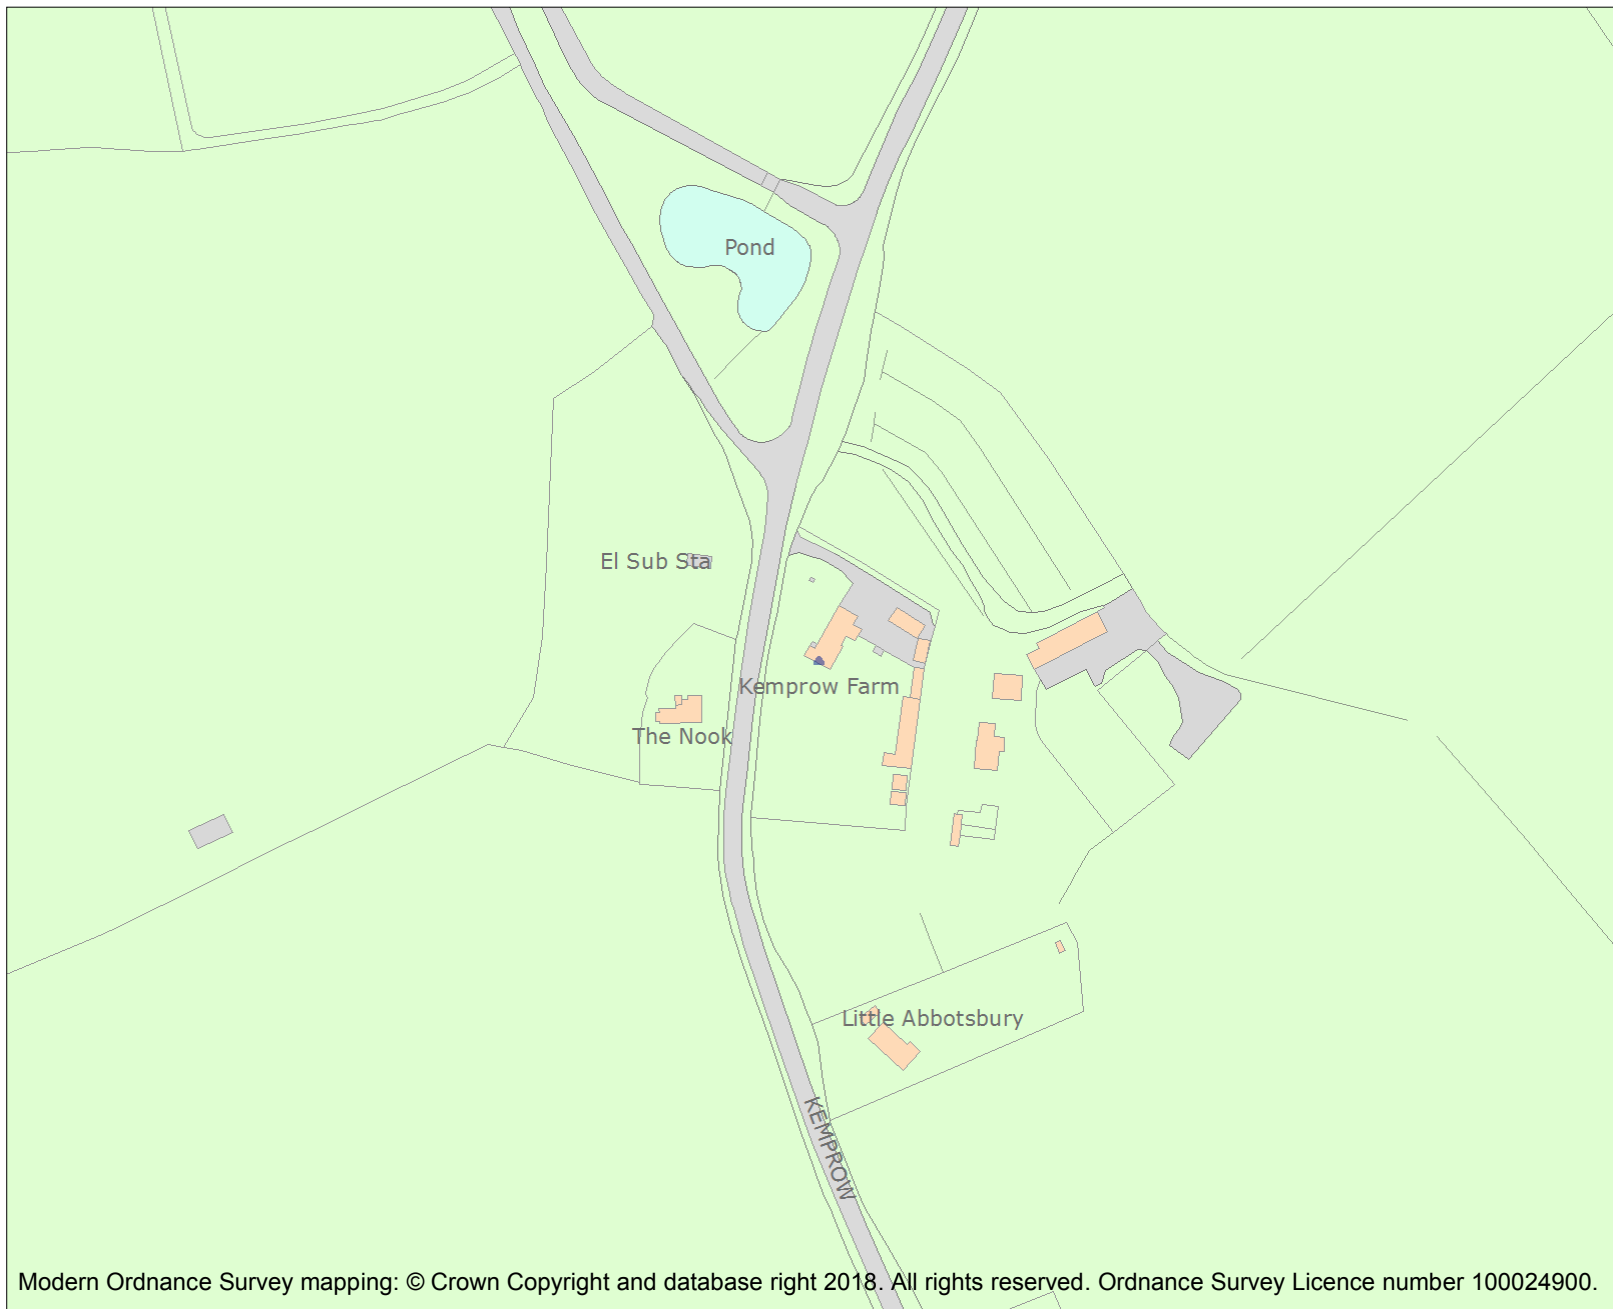 Pond
El Sub Sta
Kemprow Farm
The Nook
Little Abbotsbury
KEMPROW
Modern Ordnance Survey mapping: © Crown Copyright and database right 2018. All rights reserved. Ordnance Survey Licence number 100024900.